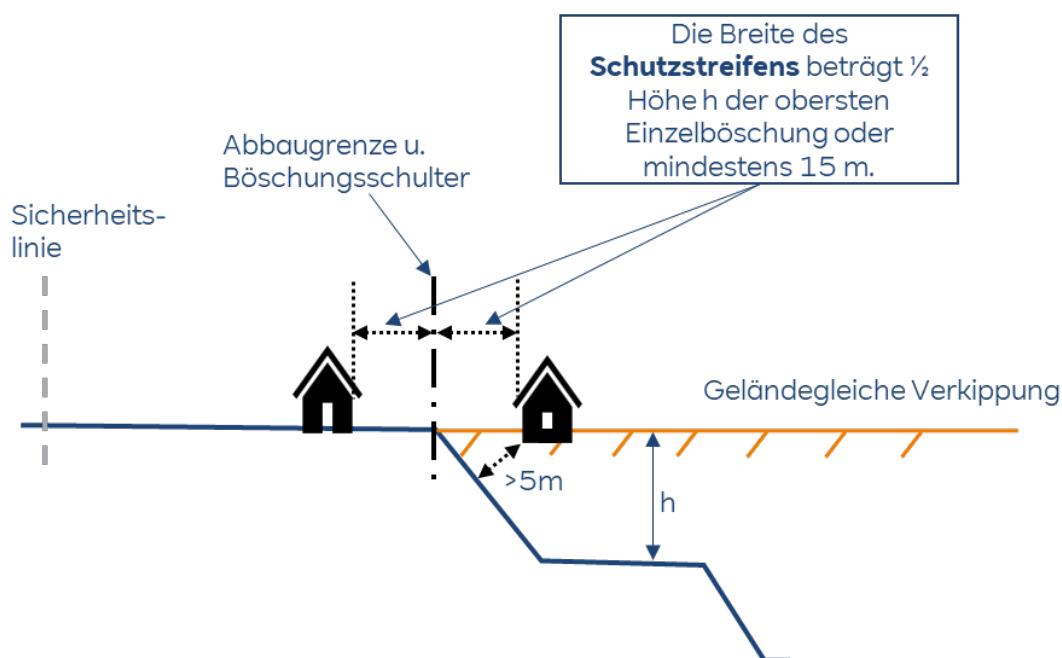 Die Breite des
Schutzstreifens beträgt ½
Höhe h der obersten
Einzelböschung oder
mindestens 15 m.
Abbaugrenze u.
Böschungsschulter
Sicherheits-
linie
Geländegleiche Verkippung
>5m
h